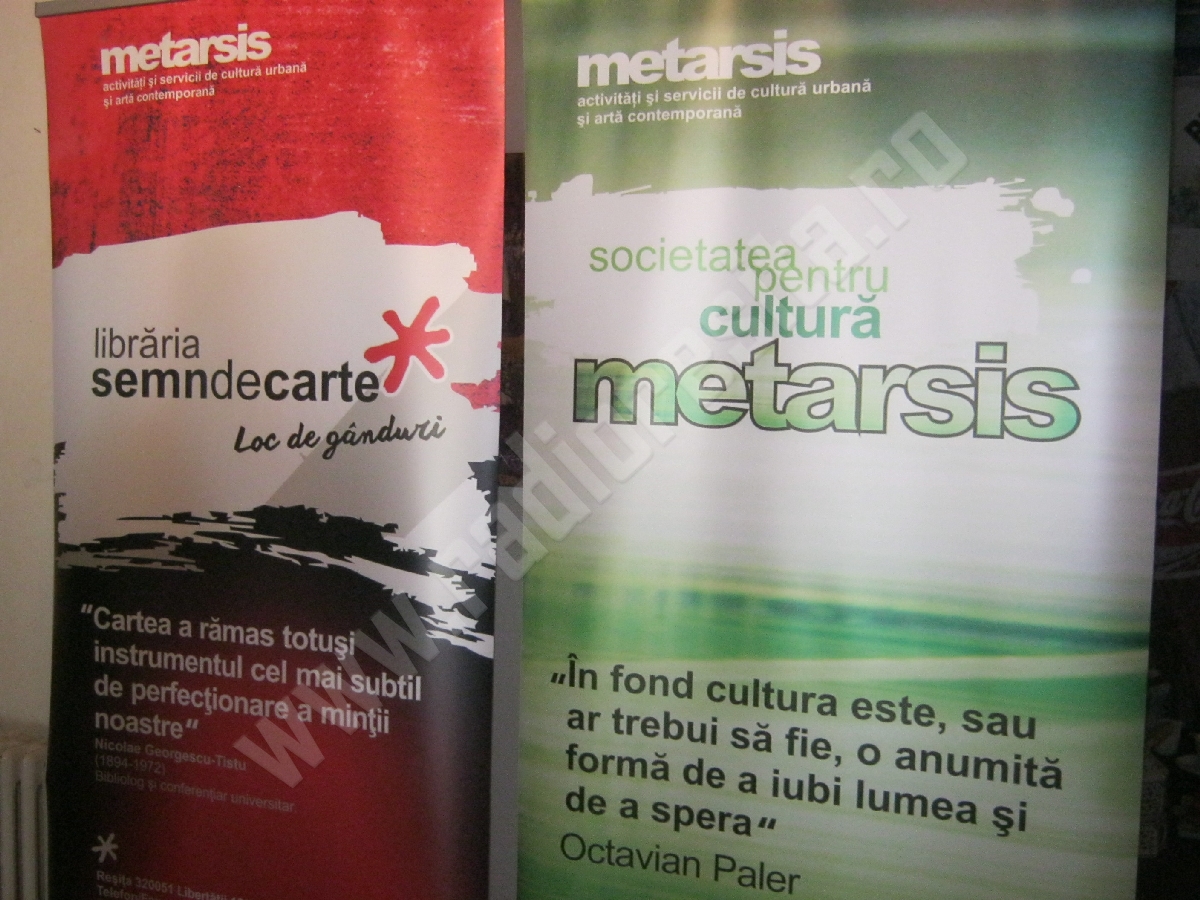 metarsis
activităţi şi servicii de cultură urbană
şi artă contemporană
librăria
semndecarte
Loc de gânduri
"Cartea a rămas totuşi
instrumentul cel mai subtil
de perfecţionare a minţii
noastre"
Nicolae Georgescu-Tistu
(1894-1972)
Bibliolog şi conferenţiar universitar.
Reşiţa 320051 Libertăţii
metarsis
activităţi şi servicii de cultură urbană
şi artă contemporană
societatea
pentru
cultură
metarsis
„În fond cultura este, sau
ar trebui să fie, o anumită
formă de a iubi lumea şi
de a spera“
Octavian Paler